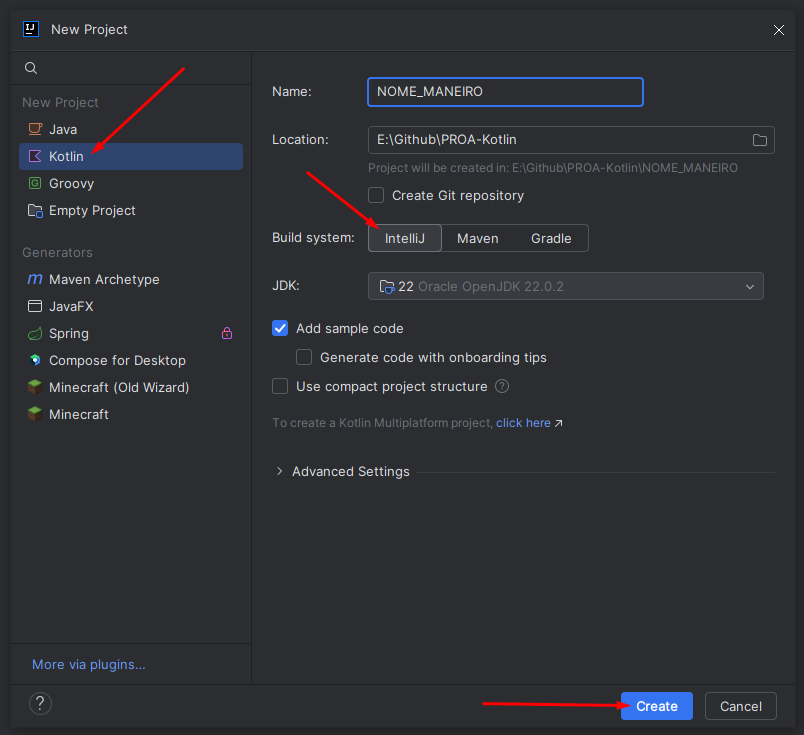 New Project
New Project
Java
Kotlin
Groovy
Empty Project
Generators
Maven Archetype
JavaFX
Spring
Compose for Desktop
Minecraft (Old Wizard)
Minecraft
More via plugins...
Name:
NOME_MANEIRO
Location:
E:\Github\PROA-Kotlin
Project will be created in: E:\Github\PROA-Kotlin\NOME_MANEIRO
Create Git repository
Build system:
IntelliJ
Maven
Gradle
JDK:
22 Oracle OpenJDK 22.0.2
Add sample code
Generate code with onboarding tips
Use compact project structure ?
To create a Kotlin Multiplatform project, click here ↗
Advanced Settings
?
Create
Cancel